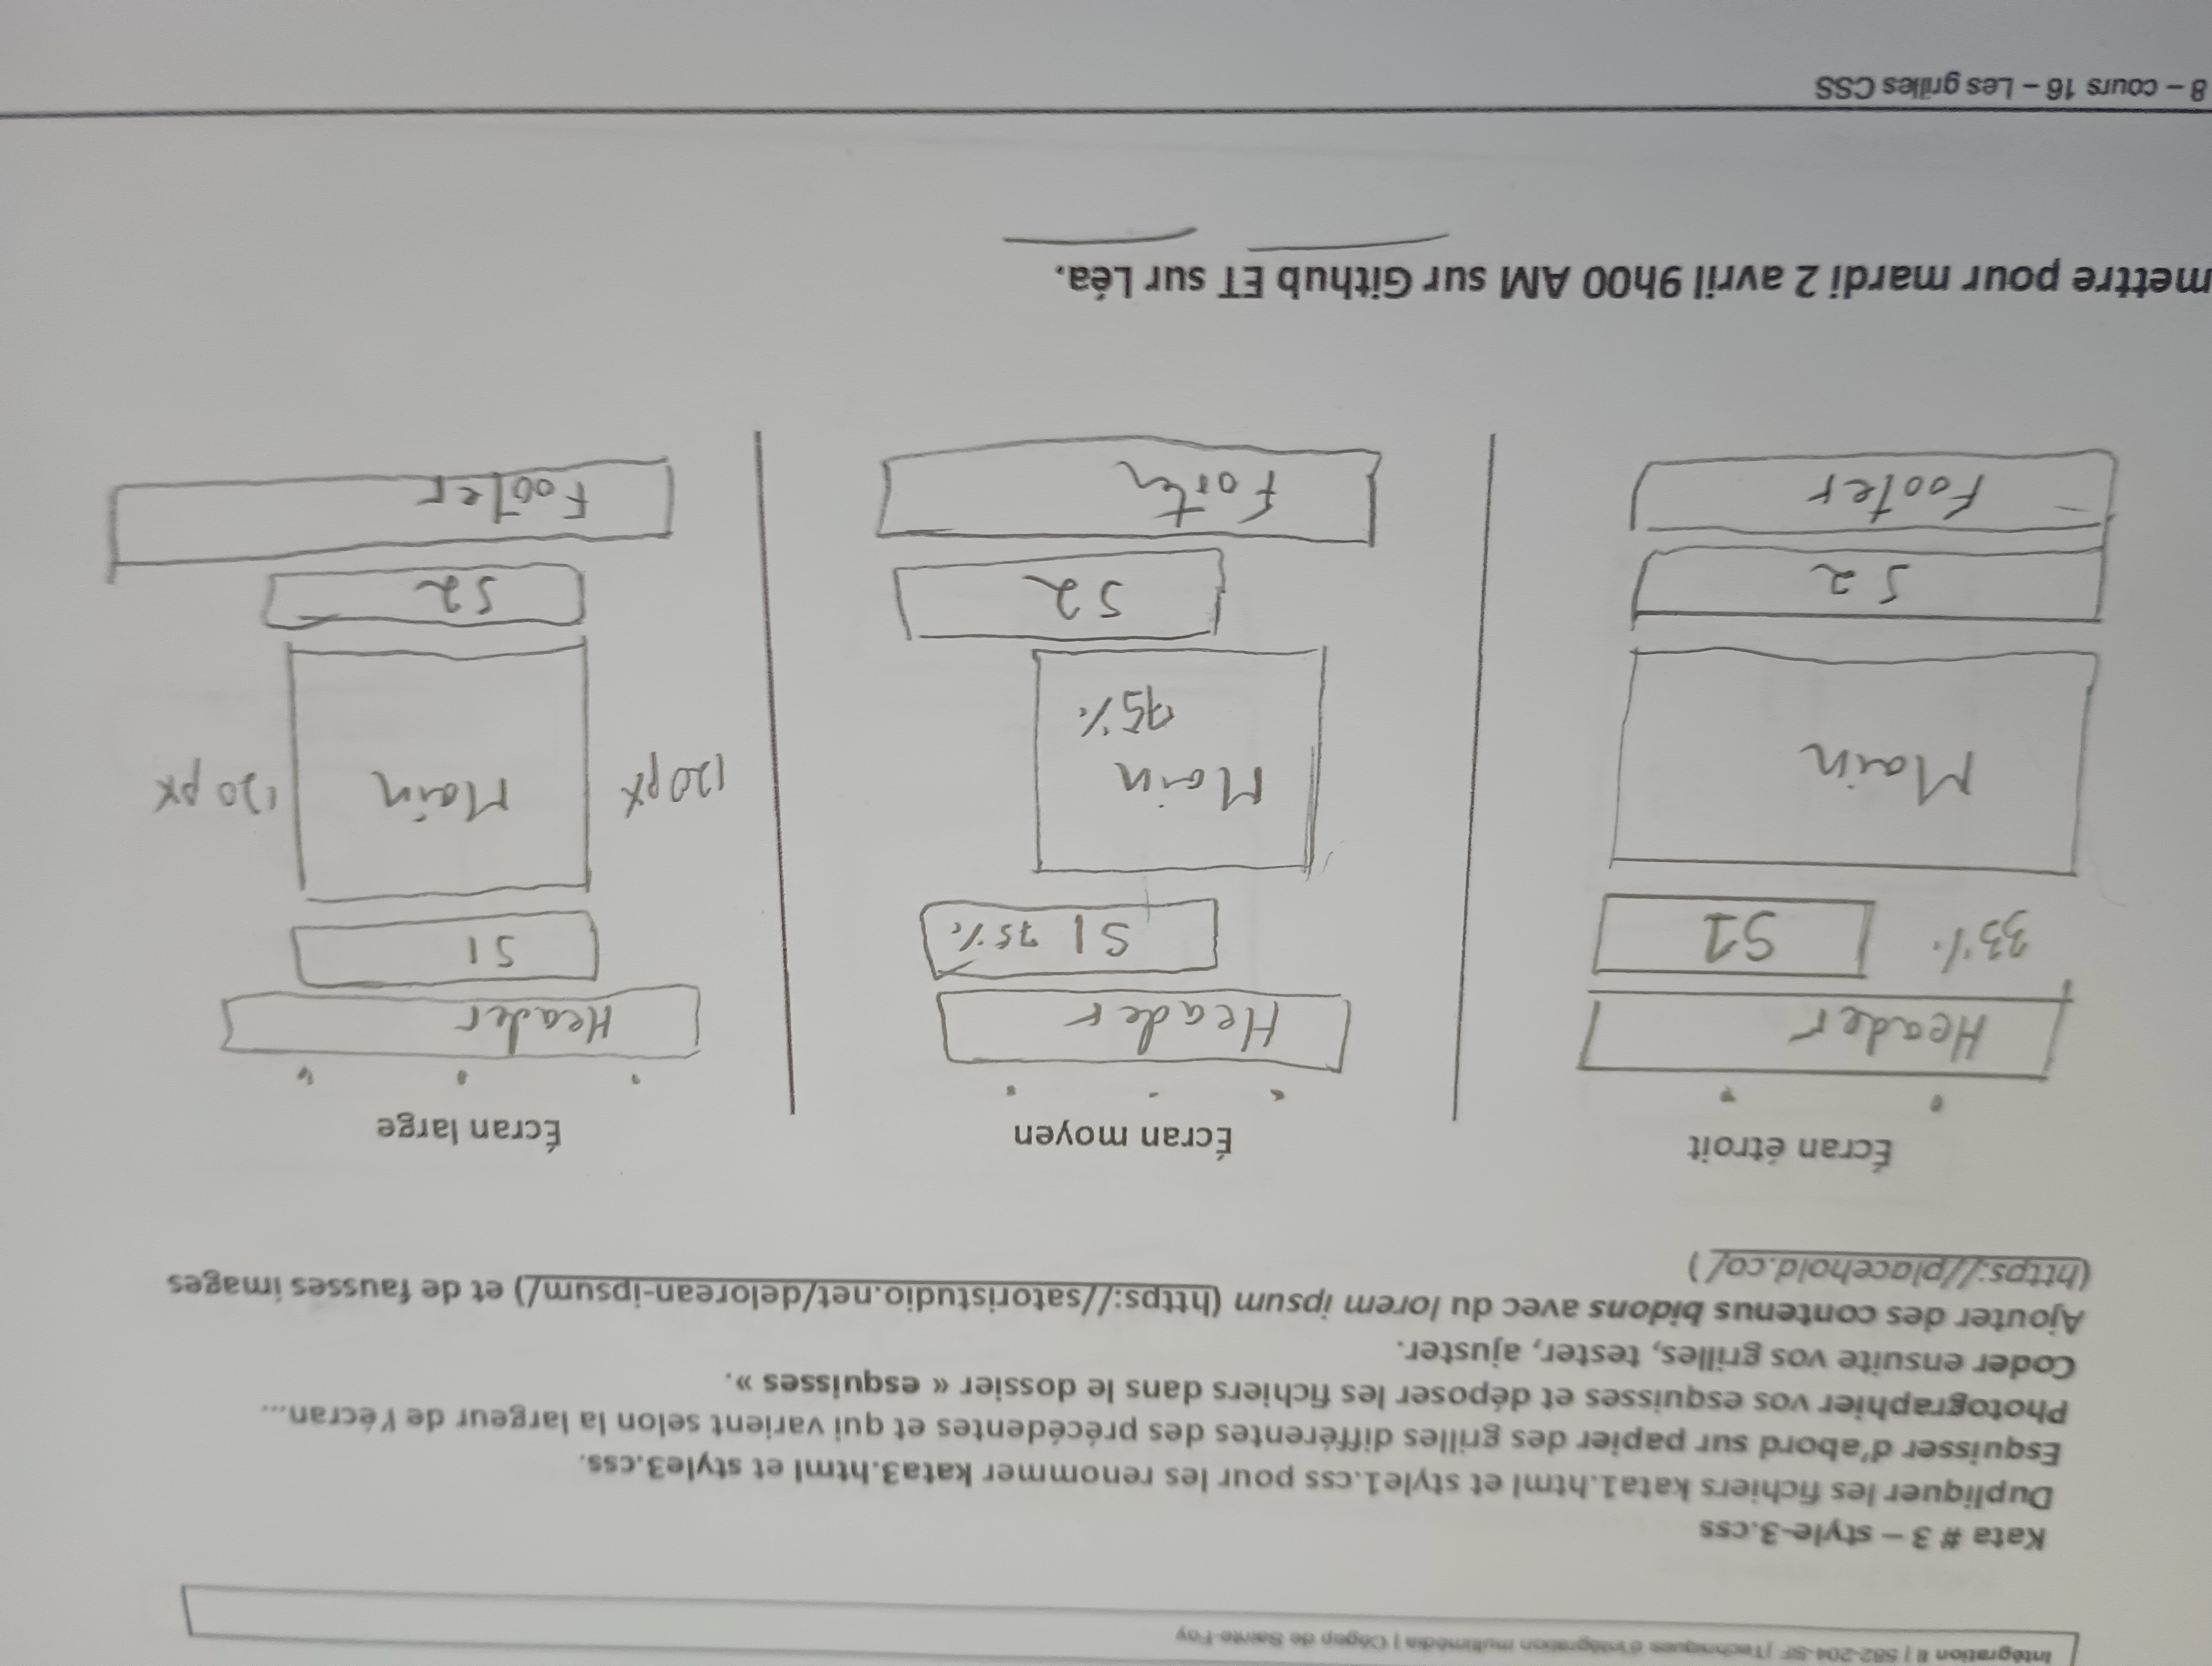 Intégration II | 582-204-SF |Techniques d'intégration multimédia | Cégep de Sainte-Foy
Kata # 3 – style-3.css
Dupliquer les fichiers kata1.html et style1.css pour les renommer kata3.html et style3.css.
Esquisser d'abord sur papier des grilles différentes des précédentes et qui varient selon la largeur de l'écran...
Photographier vos esquisses et déposer les fichiers dans le dossier « esquisses ».
Coder ensuite vos grilles, tester, ajuster.
Ajouter des contenus bidons avec du lorem ipsum (https://satoristudio.net/delorean-ipsum/) et de fausses images
(https://placehold.co/ )
Écran étroit
Header
33%
S1
Main
S2
Footer
Écran moyen
Header
S1 75%
Main
75%
S2
Footer
Écran large
Header
S1
120px
Main
120 px
S2
Footer
mettre pour mardi 2 avril 9h00 AM sur Github ET sur Léa.
8 – cours 16 – Les grilles CSS